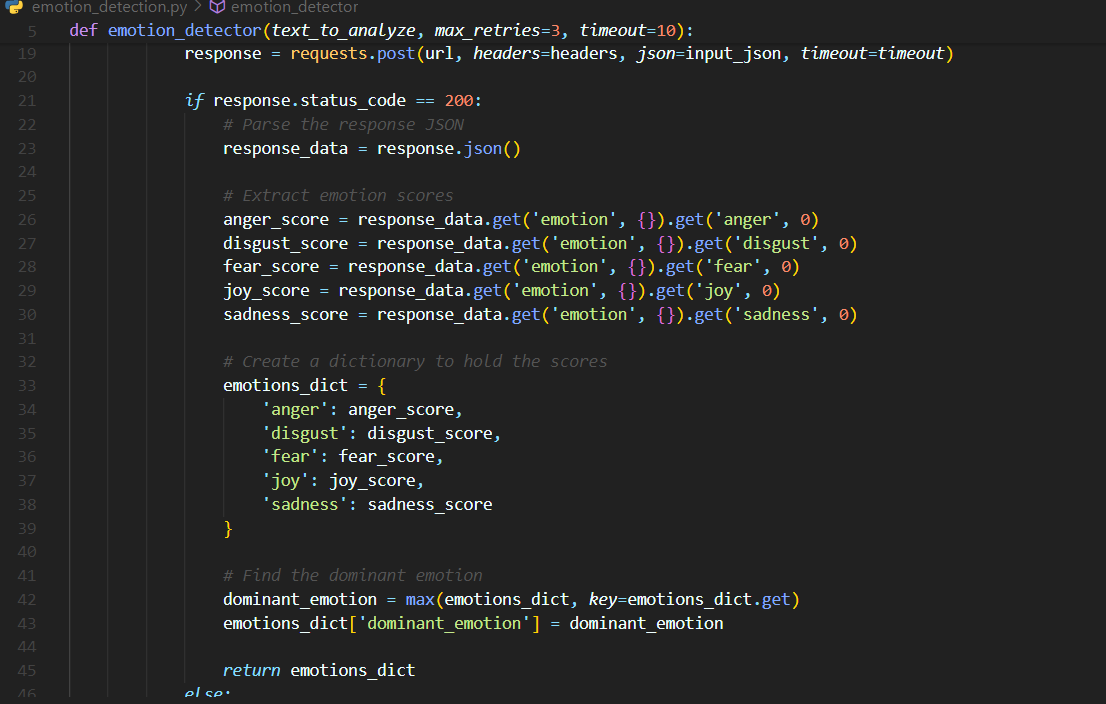 emotion_detection.py > emotion_detector
5 def emotion_detector(text_to_analyze, max_retries=3, timeout=10):
19 response = requests.post(url, headers=headers, json=input_json, timeout=timeout)
20
21 if response.status_code == 200:
22 # Parse the response JSON
23 response_data = response.json()
24
25 # Extract emotion scores
26 anger_score = response_data.get('emotion', {}).get('anger', 0)
27 disgust_score = response_data.get('emotion', {}).get('disgust', 0)
28 fear_score = response_data.get('emotion', {}).get('fear', 0)
29 joy_score = response_data.get('emotion', {}).get('joy', 0)
30 sadness_score = response_data.get('emotion', {}).get('sadness', 0)
31
32 # Create a dictionary to hold the scores
33 emotions_dict = {
34 'anger': anger_score,
35 'disgust': disgust_score,
36 'fear': fear_score,
37 'joy': joy_score,
38 'sadness': sadness_score
39 }
40
41 # Find the dominant emotion
42 dominant_emotion = max(emotions_dict, key=emotions_dict.get)
43 emotions_dict['dominant_emotion'] = dominant_emotion
44
45 return emotions_dict
46 else: